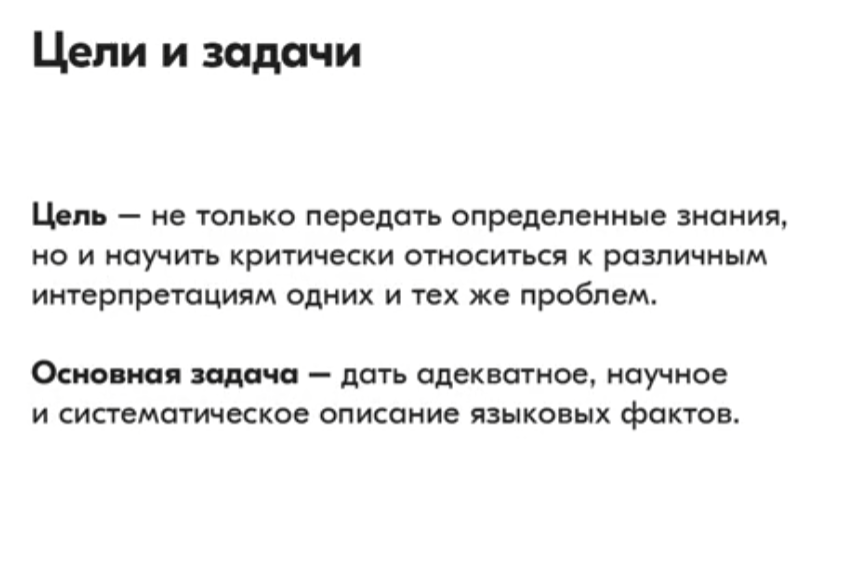 Цели и задачи
Цель — не только передать определенные знания,
но и научить критически относиться к различным
интерпретациям одних и тех же проблем.
Основная задача — дать адекватное, научное
и систематическое описание языковых фактов.